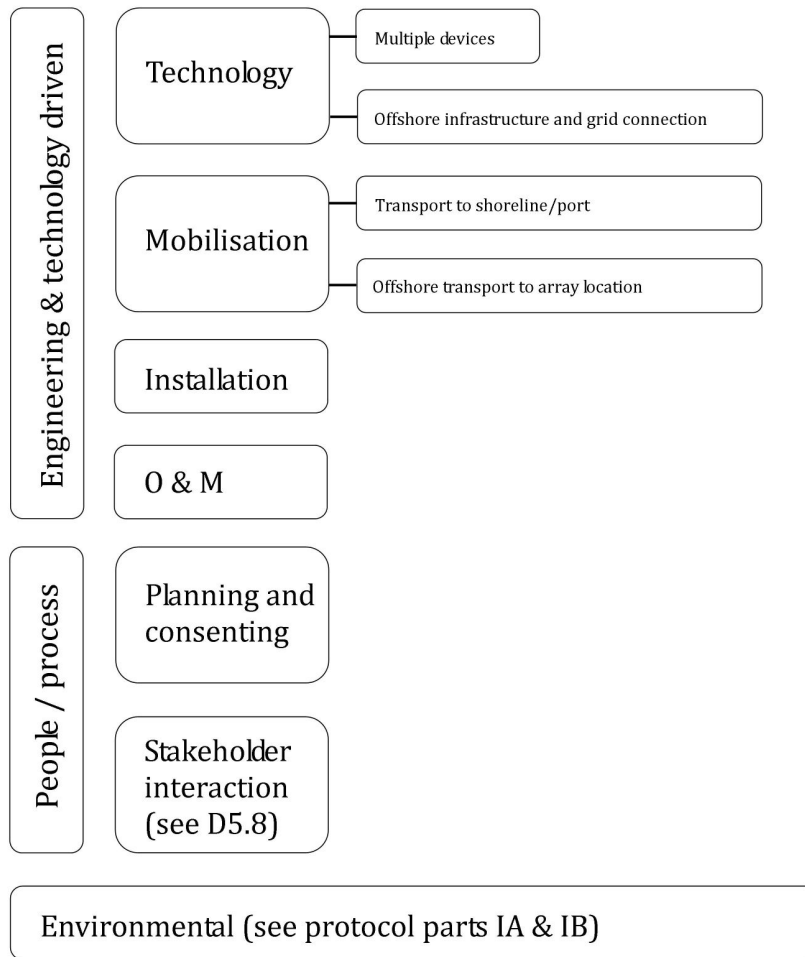 Engineering & technology driven
Technology
Multiple devices
Offshore infrastructure and grid connection
Mobilisation
Transport to shoreline/port
Offshore transport to array location
Installation
O & M
People / process
Planning and
consenting
Stakeholder
interaction
(see D5.8)
Environmental (see protocol parts IA & IB)